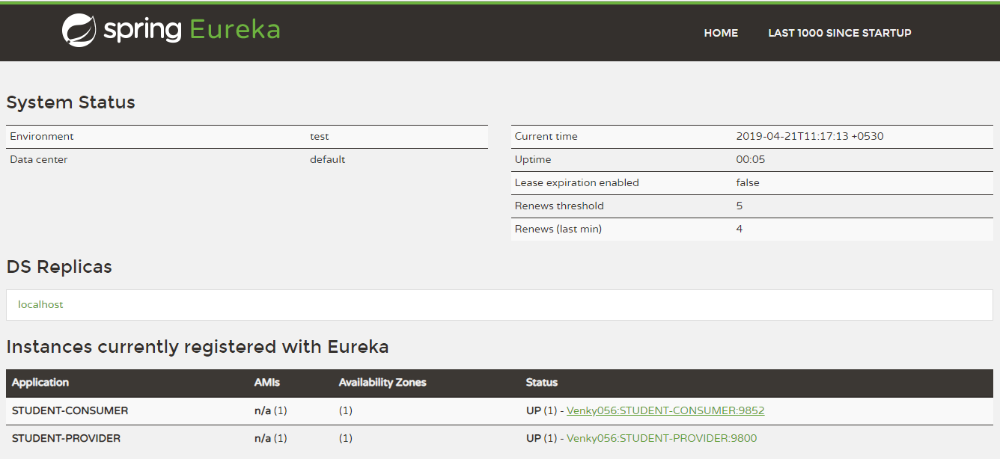 spring Eureka
HOME LAST 1000 SINCE STARTUP
System Status
Environment test
Data center default
Current time 2019-04-21T11:17:13 +0530
Uptime 00:05
Lease expiration enabled false
Renews threshold 5
Renews (last min) 4
DS Replicas
localhost
Instances currently registered with Eureka
Application AMIs Availability Zones Status
STUDENT-CONSUMER n/a (1) (1) UP (1) - Venky056:STUDENT-CONSUMER:9852
STUDENT-PROVIDER n/a (1) (1) UP (1) - Venky056:STUDENT-PROVIDER:9800